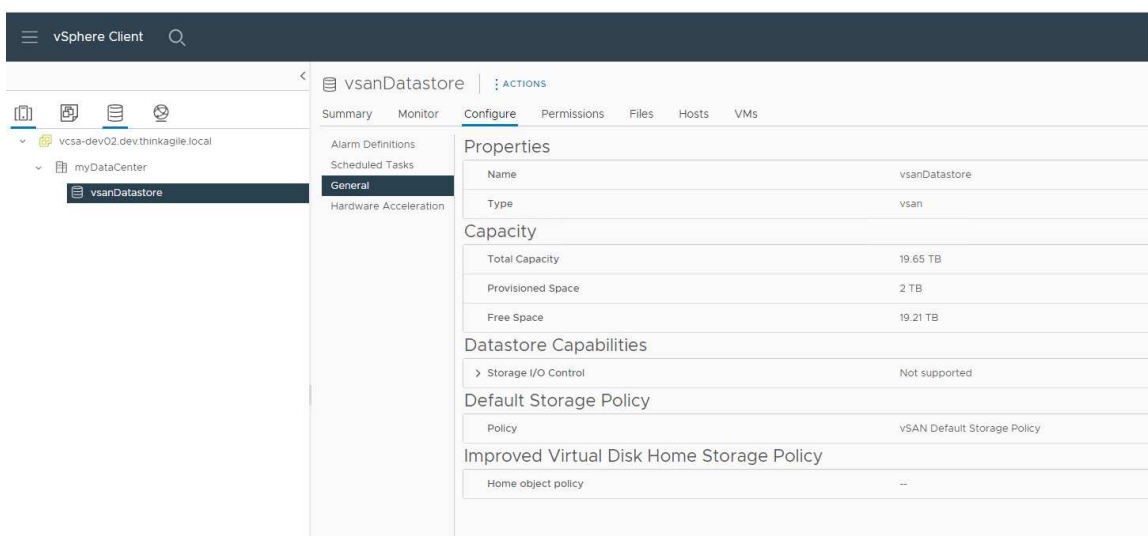 vSphere Client
vsanDatastore
ACTIONS
Summary Monitor Configure Permissions Files Hosts VMs
vcsa-dev02.dev.thinkagile.local
myDataCenter
vsanDatastore
Alarm Definitions
Scheduled Tasks
General
Hardware Acceleration
Properties
Name vsanDatastore
Type vsan
Capacity
Total Capacity 19.65 TB
Provisioned Space 2 TB
Free Space 19.21 TB
Datastore Capabilities
Storage I/O Control Not supported
Default Storage Policy
Policy vSAN Default Storage Policy
Improved Virtual Disk Home Storage Policy
Home object policy --